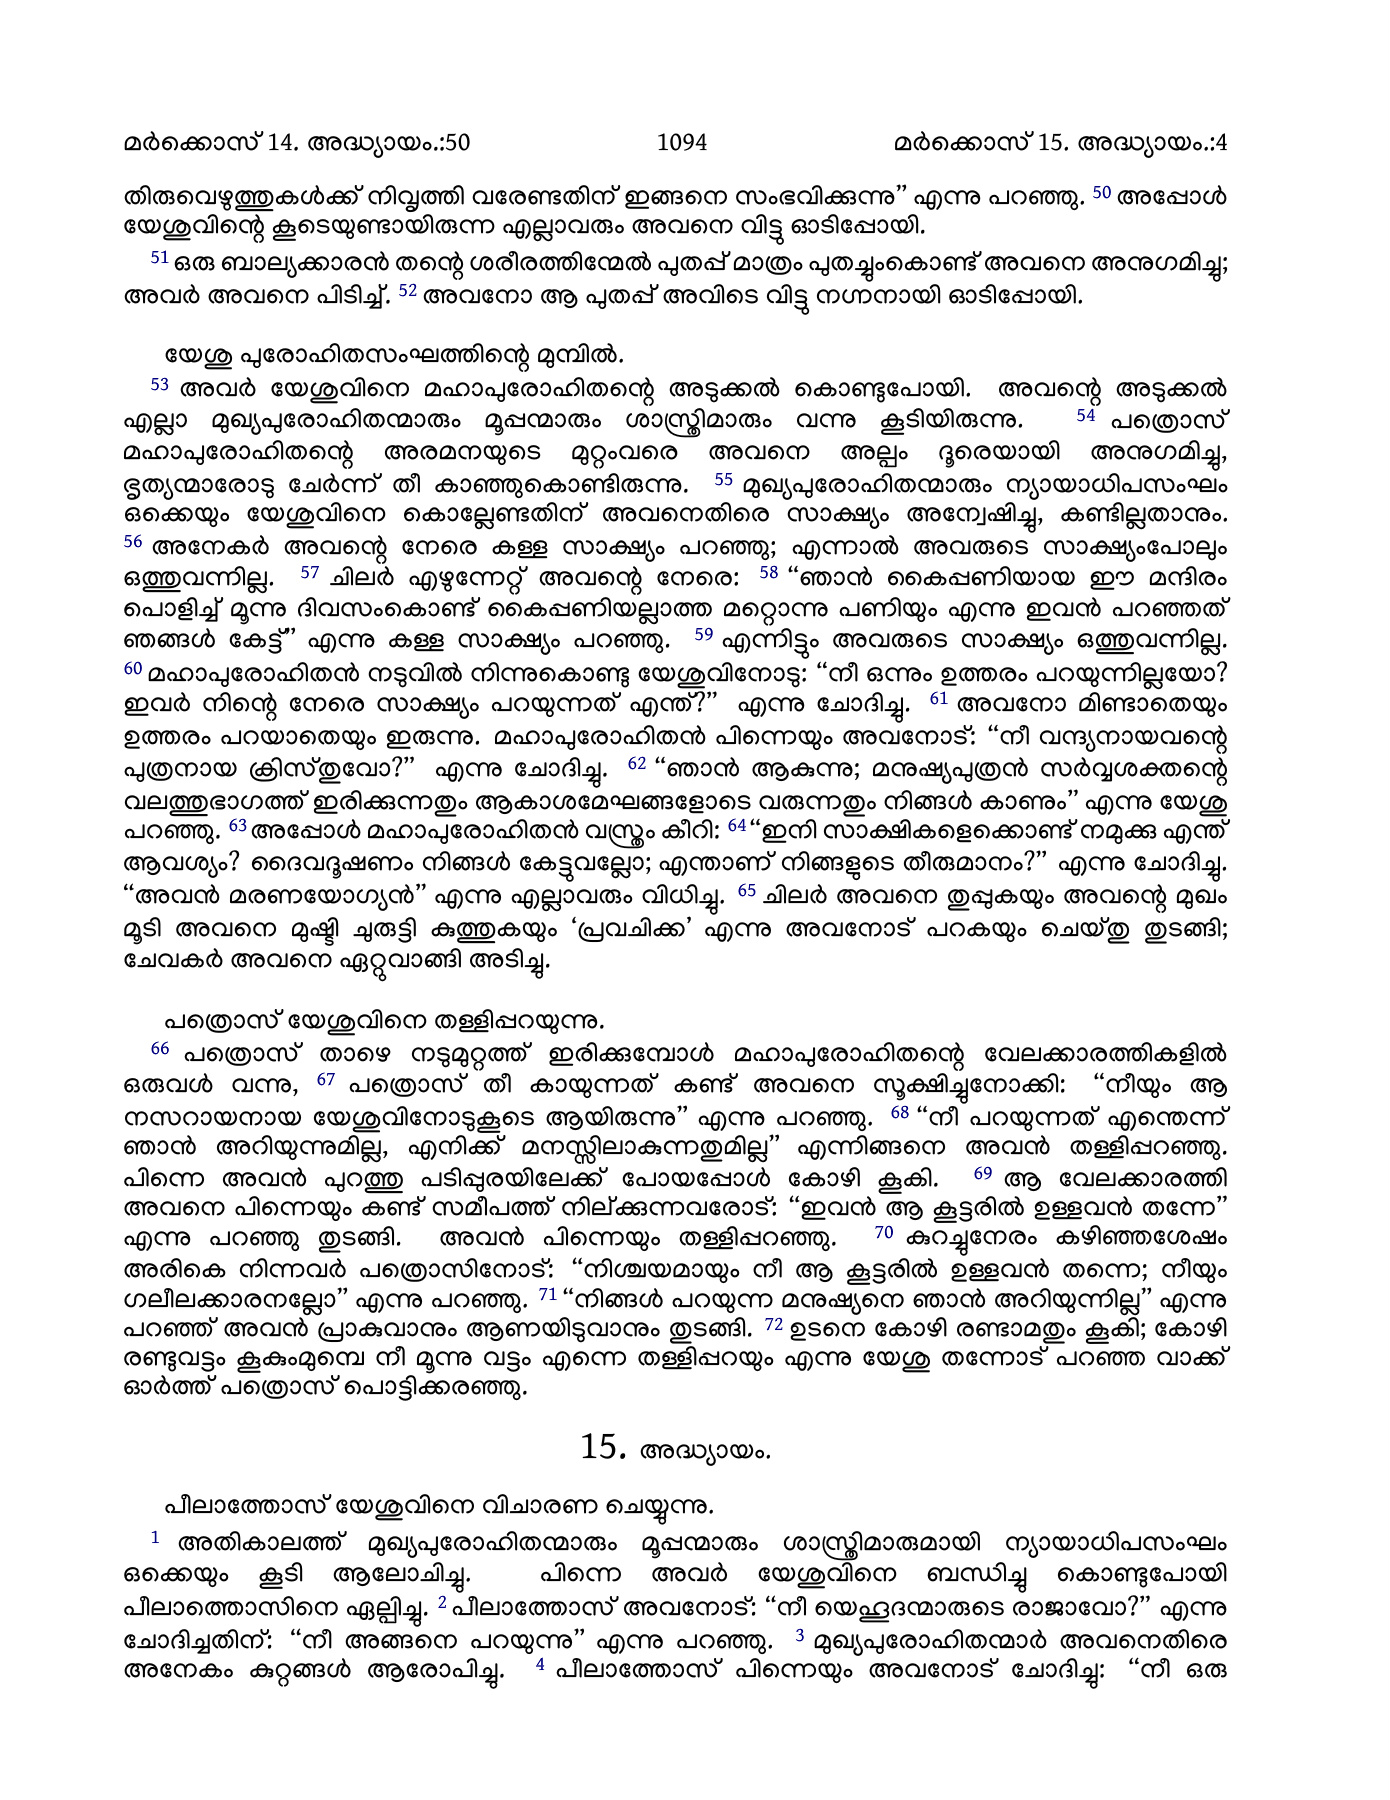 മർക്കൊസ് 14. അദ്ധ്യായം.:50 1094 മർക്കൊസ് 15. അദ്ധ്യായം.:4
തിരുവെഴുത്തുകൾക്ക് നിവൃത്തി വരേണ്ടതിന് ഇങ്ങനെ സംഭവിക്കുന്നു” എന്നു പറഞ്ഞു. 50 അപ്പോൾ
യേശുവിന്റെ കൂടെയുണ്ടായിരുന്ന എല്ലാവരും അവനെ വിട്ടു ഓടിപ്പോയി.
51 ഒരു ബാല്യക്കാരൻ തന്റെ ശരീരത്തിന്മേൽ പുതപ്പ് മാത്രം പുതച്ചുംകൊണ്ട് അവനെ അനുഗമിച്ചു;
അവർ അവനെ പിടിച്ച്. 52 അവനോ ആ പുതപ്പ് അവിടെ വിട്ടു നഗ്നനായി ഓടിപ്പോയി.
യേശു പുരോഹിതസംഘത്തിന്റെ മുമ്പിൽ.
53 അവർ യേശുവിനെ മഹാപുരോഹിതന്റെ അടുക്കൽ കൊണ്ടുപോയി. അവന്റെ അടുക്കൽ
എല്ലാ മുഖ്യപുരോഹിതന്മാരും മൂപ്പന്മാരും ശാസ്ത്രിമാരും വന്നു കൂടിയിരുന്നു. 54 പത്രൊസ്
മഹാപുരോഹിതന്റെ അരമനയുടെ മുറ്റംവരെ അവനെ അല്പം ദൂരെയായി അനുഗമിച്ചു,
ഭൃത്യന്മാരോടു ചേർന്ന് തീ കാഞ്ഞുകൊണ്ടിരുന്നു. 55 മുഖ്യപുരോഹിതന്മാരും ന്യായാധിപസംഘം
ഒക്കെയും യേശുവിനെ കൊല്ലേണ്ടതിന് അവനെതിരെ സാക്ഷ്യം അന്വേഷിച്ചു, കണ്ടില്ലതാനും.
56 അനേകർ അവന്റെ നേരെ കള്ള സാക്ഷ്യം പറഞ്ഞു; എന്നാൽ അവരുടെ സാക്ഷ്യംപോലും
ഒത്തുവന്നില്ല. 57 ചിലർ എഴുന്നേറ്റ് അവന്റെ നേരെ: 58 “ഞാൻ കൈപ്പണിയായ ഈ മന്ദിരം
പൊളിച്ച് മൂന്നു ദിവസംകൊണ്ട് കൈപ്പണിയല്ലാത്ത മറ്റൊന്നു പണിയും എന്നു ഇവൻ പറഞ്ഞത്
ഞങ്ങൾ കേട്ട്” എന്നു കള്ള സാക്ഷ്യം പറഞ്ഞു. 59 എന്നിട്ടും അവരുടെ സാക്ഷ്യം ഒത്തുവന്നില്ല.
60 മഹാപുരോഹിതൻ നടുവിൽ നിന്നുകൊണ്ടു യേശുവിനോടു: “നീ ഒന്നും ഉത്തരം പറയുന്നില്ലയോ?
ഇവർ നിന്റെ നേരെ സാക്ഷ്യം പറയുന്നത് എന്ത്?” എന്നു ചോദിച്ചു. 61 അവനോ മിണ്ടാതെയും
ഉത്തരം പറയാതെയും ഇരുന്നു. മഹാപുരോഹിതൻ പിന്നെയും അവനോട്: “നീ വന്ദ്യനായവന്റെ
പുത്രനായ ക്രിസ്തുവോ?” എന്നു ചോദിച്ചു. 62 “ഞാൻ ആകുന്നു; മനുഷ്യപുത്രൻ സർവ്വശക്തന്റെ
വലത്തുഭാഗത്ത് ഇരിക്കുന്നതും ആകാശമേഘങ്ങളോടെ വരുന്നതും നിങ്ങൾ കാണും” എന്നു യേശു
പറഞ്ഞു. 63 അപ്പോൾ മഹാപുരോഹിതൻ വസ്ത്രം കീറി: 64 “ഇനി സാക്ഷികളെക്കൊണ്ട് നമുക്കു എന്ത്
ആവശ്യം? ദൈവദൂഷണം നിങ്ങൾ കേട്ടുവല്ലോ; എന്താണ് നിങ്ങളുടെ തീരുമാനം?” എന്നു ചോദിച്ചു.
“അവൻ മരണയോഗ്യൻ” എന്നു എല്ലാവരും വിധിച്ചു. 65 ചിലർ അവനെ തുപ്പുകയും അവന്റെ മുഖം
മൂടി അവനെ മുഷ്ടി ചുരുട്ടി കുത്തുകയും ‘പ്രവചിക്ക’ എന്നു അവനോട് പറകയും ചെയ്തു തുടങ്ങി;
ചേവകർ അവനെ ഏറ്റുവാങ്ങി അടിച്ചു.
പത്രൊസ് യേശുവിനെ തള്ളിപ്പറയുന്നു.
66 പത്രൊസ് താഴെ നടുമുറ്റത്ത് ഇരിക്കുമ്പോൾ മഹാപുരോഹിതന്റെ വേലക്കാരത്തികളിൽ
ഒരുവൾ വന്നു, 67 പത്രൊസ് തീ കായുന്നത് കണ്ട് അവനെ സൂക്ഷിച്ചുനോക്കി: “നീയും ആ
നസറായനായ യേശുവിനോടുകൂടെ ആയിരുന്നു” എന്നു പറഞ്ഞു. 68 “നീ പറയുന്നത് എന്തെന്ന്
ഞാൻ അറിയുന്നുമില്ല, എനിക്ക് മനസ്സിലാകുന്നതുമില്ല” എന്നിങ്ങനെ അവൻ തള്ളിപ്പറഞ്ഞു.
പിന്നെ അവൻ പുറത്തു പടിപ്പുരയിലേക്ക് പോയപ്പോൾ കോഴി കൂകി. 69 ആ വേലക്കാരത്തി
അവനെ പിന്നെയും കണ്ട് സമീപത്ത് നില്ക്കുന്നവരോട്: “ഇവൻ ആ കൂട്ടരിൽ ഉള്ളവൻ തന്നേ”
എന്നു പറഞ്ഞു തുടങ്ങി. അവൻ പിന്നെയും തള്ളിപ്പറഞ്ഞു. 70 കുറച്ചുനേരം കഴിഞ്ഞശേഷം
അരികെ നിന്നവർ പത്രൊസിനോട്: “നിശ്ചയമായും നീ ആ കൂട്ടരിൽ ഉള്ളവൻ തന്നെ; നീയും
ഗലീലക്കാരനല്ലോ” എന്നു പറഞ്ഞു. 71 “നിങ്ങൾ പറയുന്ന മനുഷ്യനെ ഞാൻ അറിയുന്നില്ല” എന്നു
പറഞ്ഞ് അവൻ പ്രാകുവാനും ആണയിടുവാനും തുടങ്ങി. 72 ഉടനെ കോഴി രണ്ടാമതും കൂകി; കോഴി
രണ്ടുവട്ടം കൂകുംമുമ്പെ നീ മൂന്നു വട്ടം എന്നെ തള്ളിപ്പറയും എന്നു യേശു തന്നോട് പറഞ്ഞ വാക്ക്
ഓർത്ത് പത്രൊസ് പൊട്ടിക്കരഞ്ഞു.
15. അദ്ധ്യായം.
പീലാത്തോസ് യേശുവിനെ വിചാരണ ചെയ്യുന്നു.
1 അതികാലത്ത് മുഖ്യപുരോഹിതന്മാരും മൂപ്പന്മാരും ശാസ്ത്രിമാരുമായി ന്യായാധിപസംഘം
ഒക്കെയും കൂടി ആലോചിച്ചു. പിന്നെ അവർ യേശുവിനെ ബന്ധിച്ചു കൊണ്ടുപോയി
പീലാത്തൊസിനെ ഏല്പിച്ചു. 2 പീലാത്തോസ് അവനോട്: “നീ യെഹൂദന്മാരുടെ രാജാവോ?” എന്നു
ചോദിച്ചതിന്: “നീ അങ്ങനെ പറയുന്നു” എന്നു പറഞ്ഞു. 3 മുഖ്യപുരോഹിതന്മാർ അവനെതിരെ
അനേകം കുറ്റങ്ങൾ ആരോപിച്ചു. 4 പീലാത്തോസ് പിന്നെയും അവനോട് ചോദിച്ചു: “നീ ഒരു